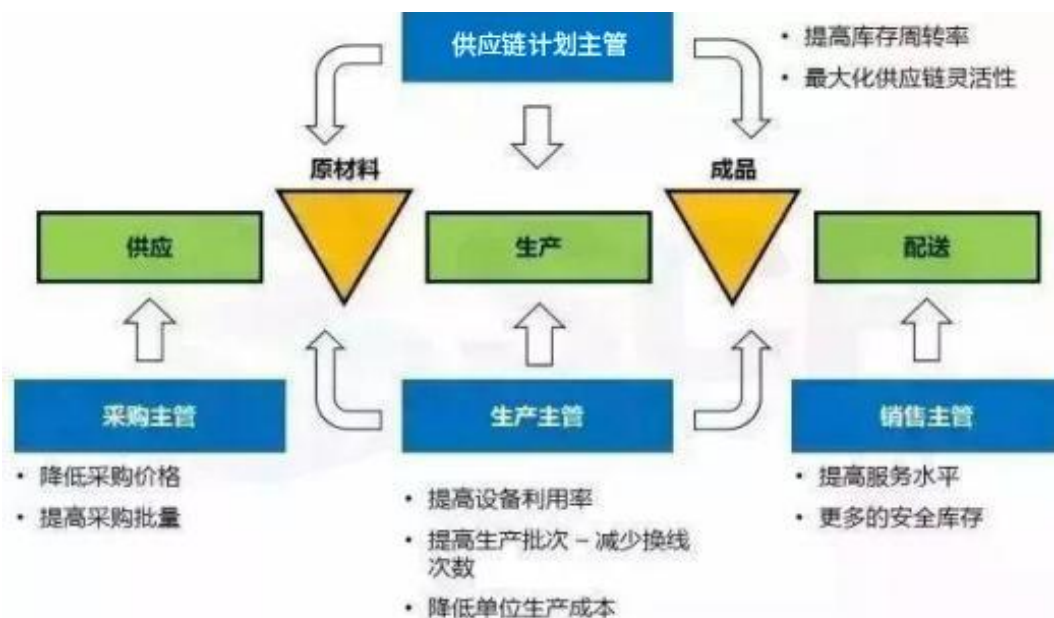 供应链计划主管
• 提高库存周转率
• 最大化供应链灵活性
原材料
成品
供应
生产
配送
采购主管
生产主管
销售主管
• 降低采购价格
• 提高采购批量
• 提高设备利用率
• 提高生产批次 – 减少换线
次数
• 降低单位生产成本
• 提高服务水平
• 更多的安全库存